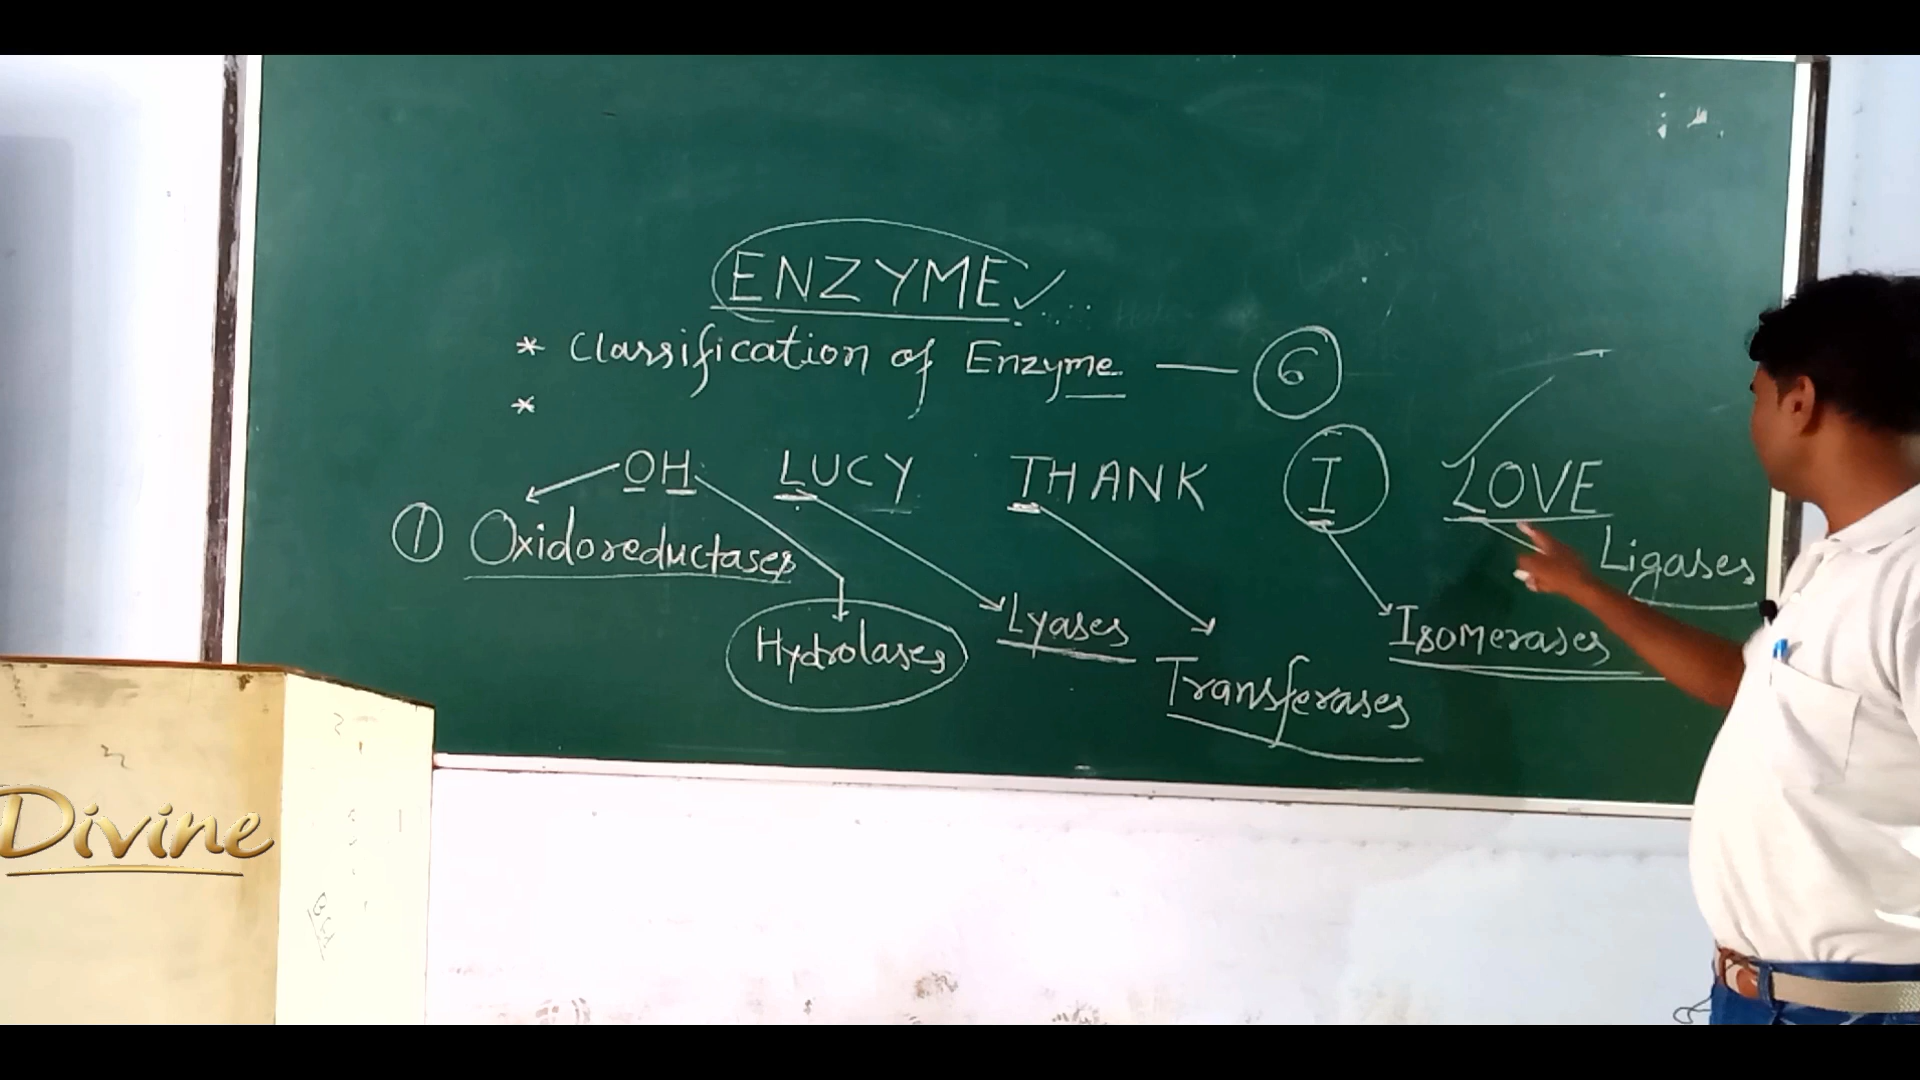 ENZYME
* Classification of Enzyme — 6
*
OH LUCY THANK I LOVE
① Oxidoreductases
Ligases
Hydrolases
Lyases
Isomerases
Transferases
Divine